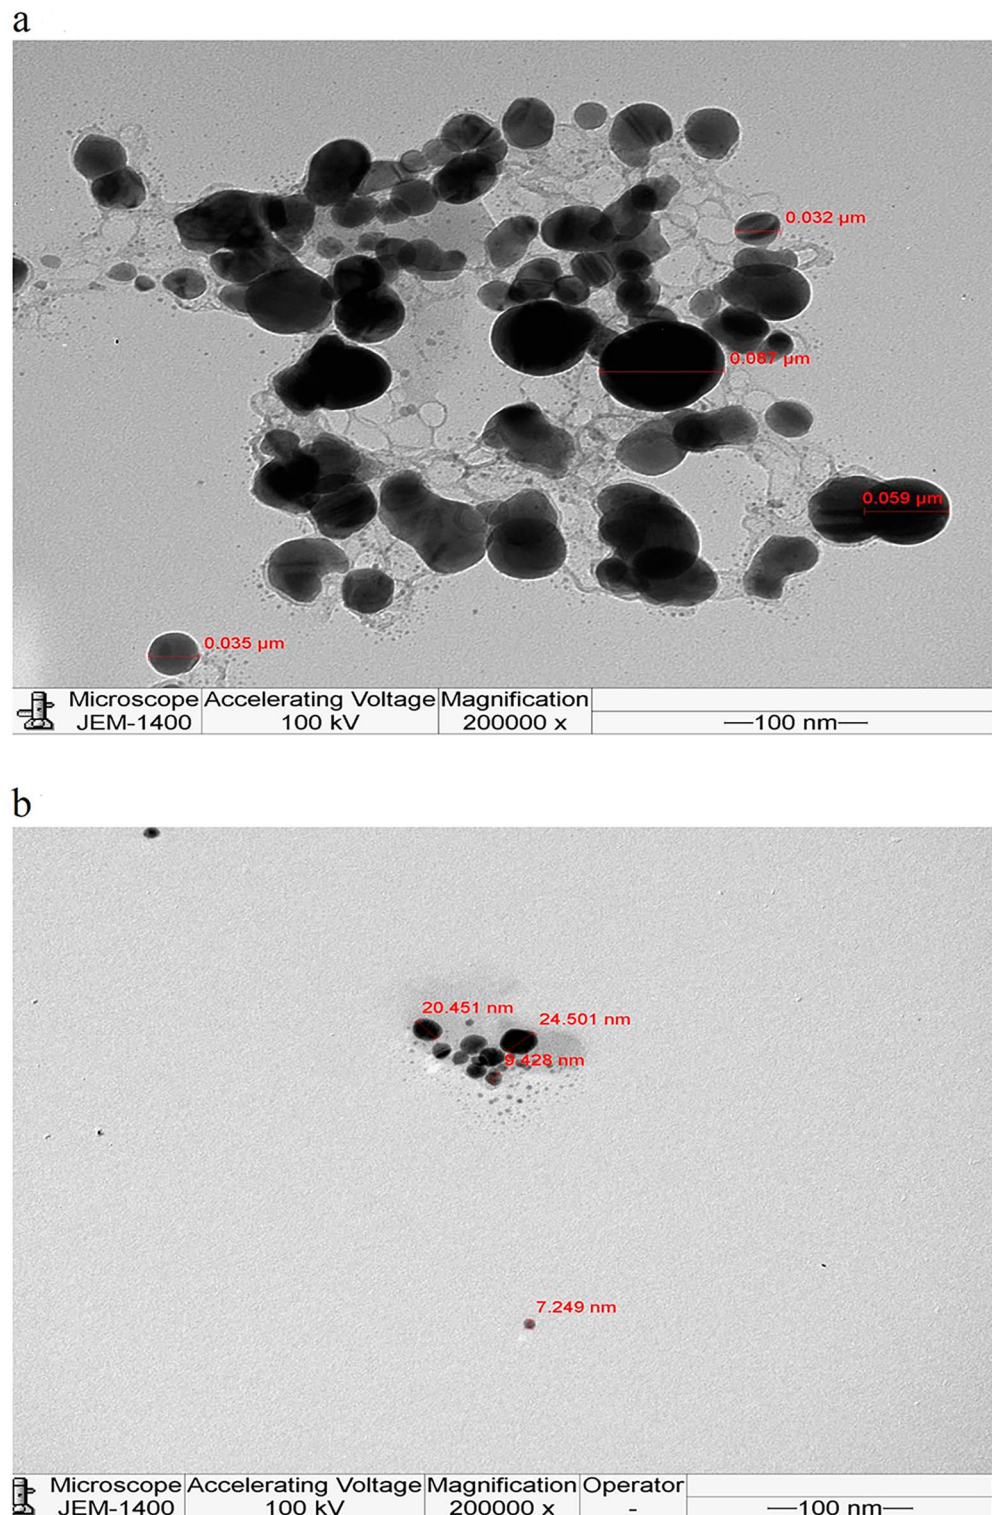 a
0.032 µm
0.087 µm
0.059 µm
0.035 µm
Microscope Accelerating Voltage Magnification
JEM-1400 100 kV 200000 x 100 nm
b
20.451 nm
24.501 nm
9.428 nm
7.249 nm
Microscope Accelerating Voltage Magnification Operator
JEM-1400 100 kV 200000 x - 100 nm